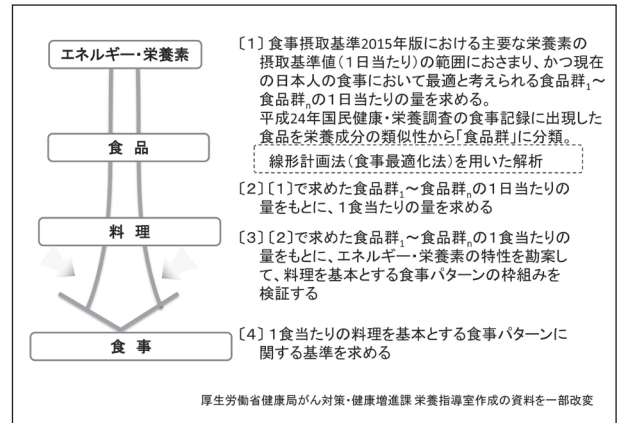 エネルギー・栄養素
食 品
料 理
食 事
〔1〕食事摂取基準2015年版における主要な栄養素の
摂取基準値(1日当たり)の範囲におさまり、かつ現在
の日本人の食事において最適と考えられる食品群1～
食品群nの1日当たりの量を求める。
平成24年国民健康・栄養調査の食事記録に出現した
食品を栄養成分の類似性から「食品群」に分類。
線形計画法(食事最適化法)を用いた解析
〔2〕〔1〕で求めた食品群1～食品群nの1日当たりの
量をもとに、1食当たりの量を求める
〔3〕〔2〕で求めた食品群1～食品群nの1食当たりの
量をもとに、エネルギー・栄養素の特性を勘案し
て、料理を基本とする食事パターンの枠組みを
検証する
〔4〕1食当たりの料理を基本とする食事パターンに
関する基準を求める
厚生労働省健康局がん対策・健康増進課 栄養指導室作成の資料を一部改変